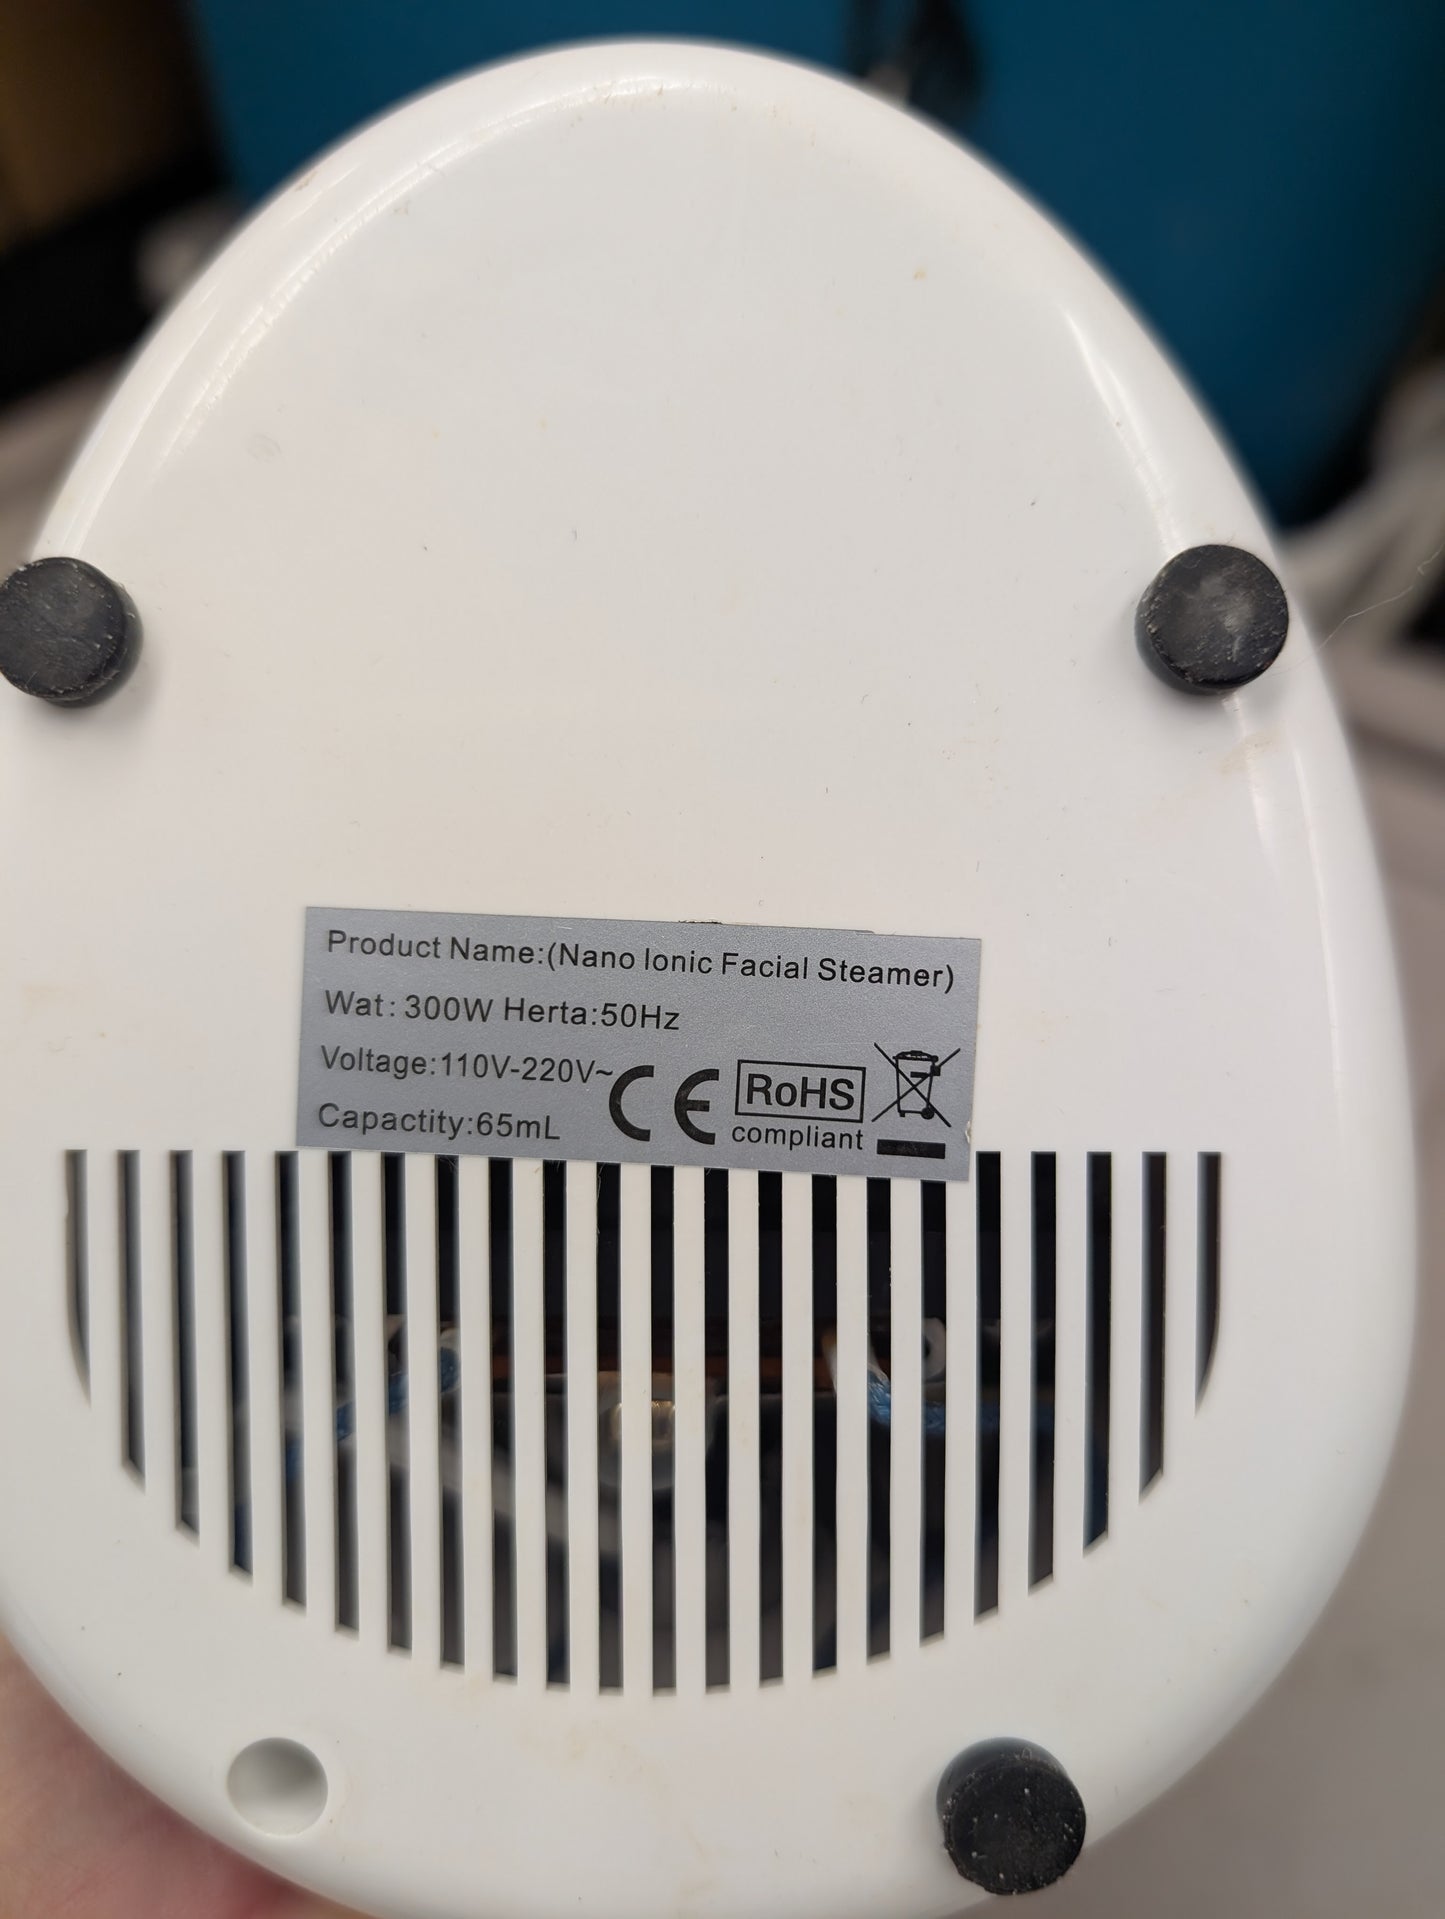 Product Name:(Nano Ionic Facial Steamer)
Wat: 300W Herta:50Hz
Voltage:110V-220V~
Capactity:65mL
CE
RoHS
compliant